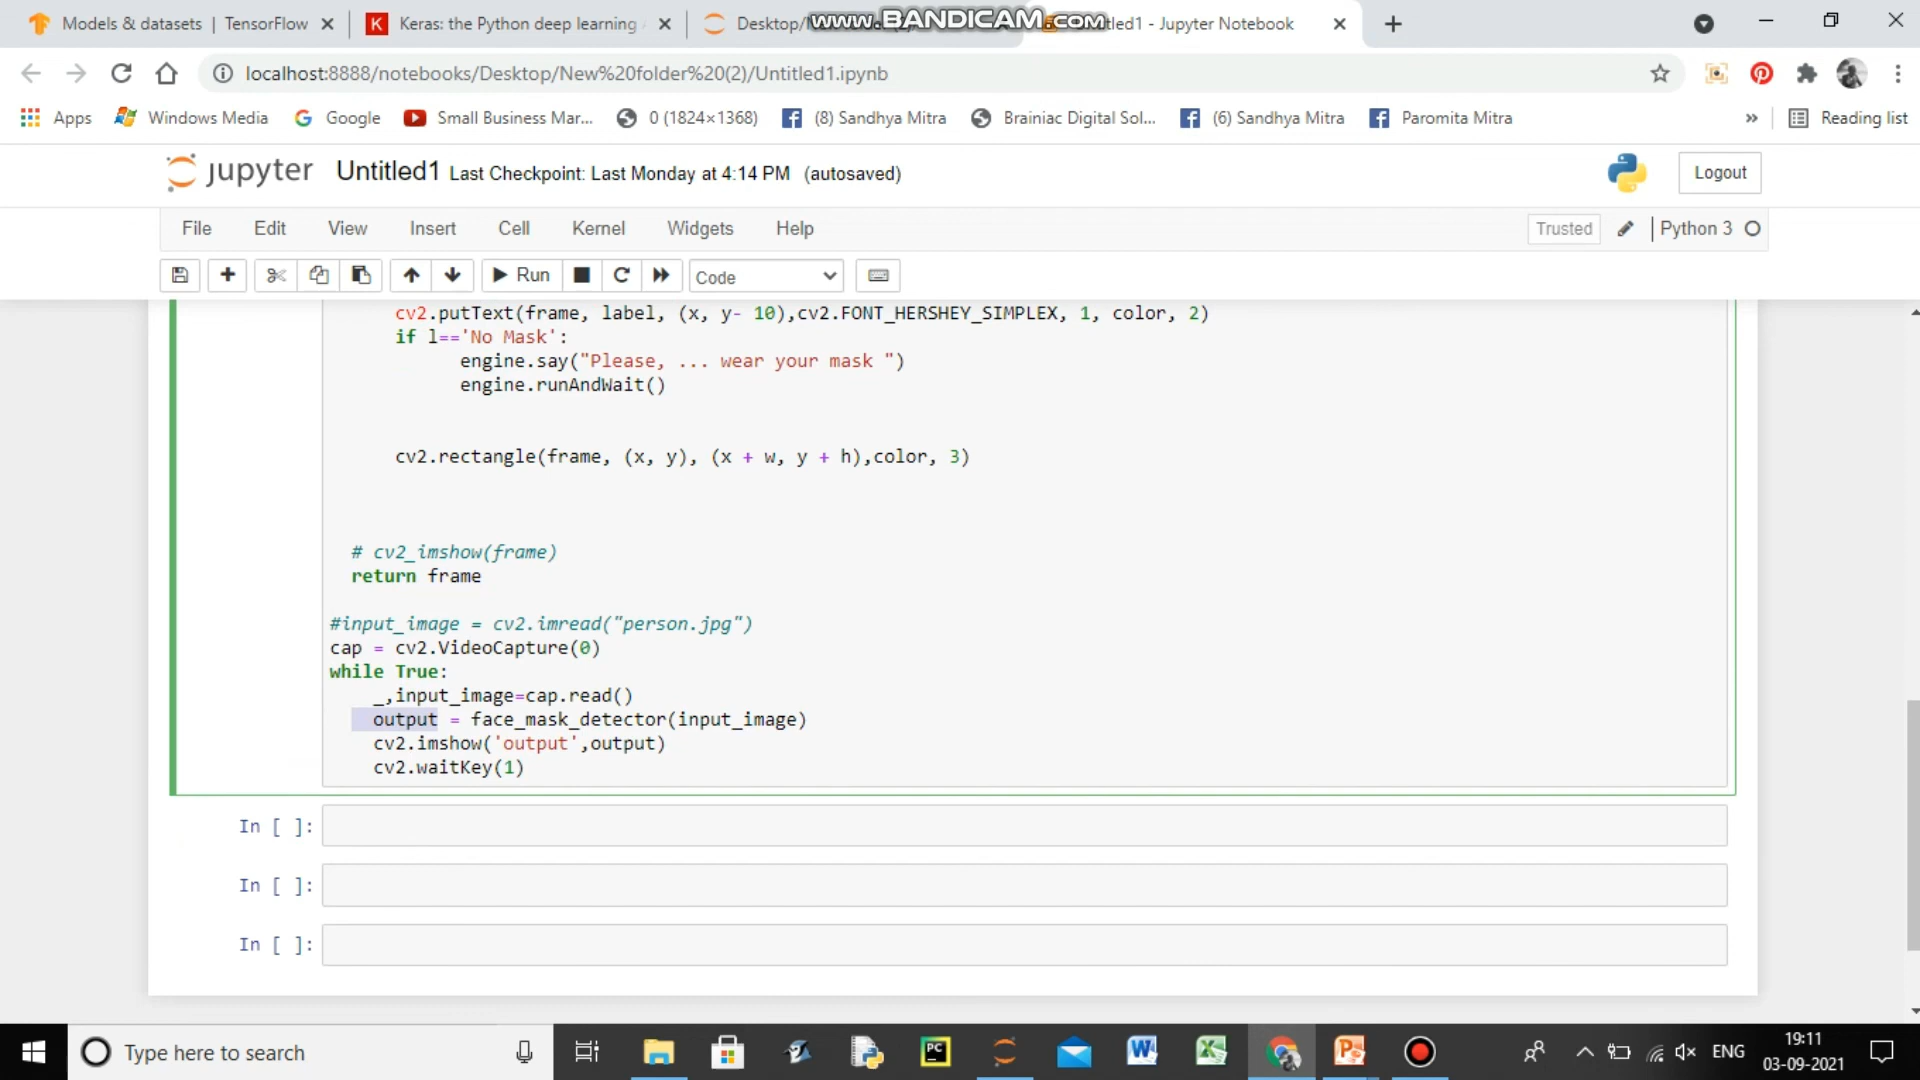 Models & datasets | TensorFlow
Keras: the Python deep learning
Desktop/
www.BANDICAM.COM
Untitled1 - Jupyter Notebook
localhost:8888/notebooks/Desktop/New%20folder%20(2)/Untitled1.ipynb
Apps
Windows Media
Google
Small Business Mar...
0 (1824×1368)
(8) Sandhya Mitra
Brainiac Digital Sol...
(6) Sandhya Mitra
Paromita Mitra
»
Reading list
jupyter Untitled1 Last Checkpoint: Last Monday at 4:14 PM (autosaved)
Logout
File Edit View Insert Cell Kernel Widgets Help
Trusted
Python 3
Run
Code
cv2.putText(frame, label, (x, y- 10),cv2.FONT_HERSHEY_SIMPLEX, 1, color, 2)
if l=='No Mask':
engine.say("Please, ... wear your mask ")
engine.runAndWait()
cv2.rectangle(frame, (x, y), (x + w, y + h),color, 3)
# cv2_imshow(frame)
return frame
#input_image = cv2.imread("person.jpg")
cap = cv2.VideoCapture(0)
while True:
_,input_image=cap.read()
output = face_mask_detector(input_image)
cv2.imshow('output',output)
cv2.waitKey(1)
In [ ]:
In [ ]:
In [ ]:
Type here to search
PC
ENG
19:11
03-09-2021